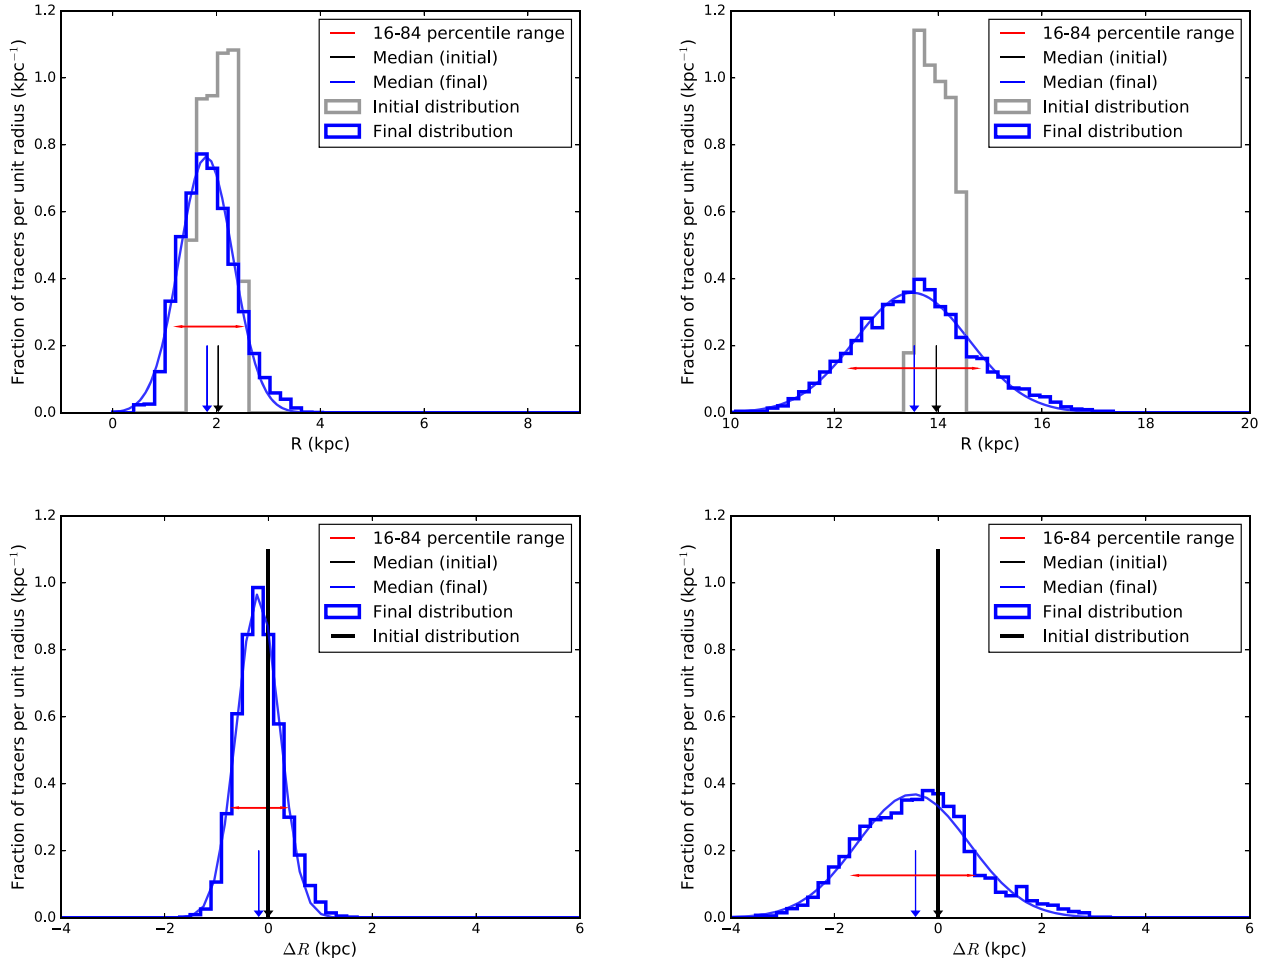 Fraction of tracers per unit radius (kpc⁻¹)
1.2
1.0
0.8
0.6
0.4
0.2
0.0
16-84 percentile range
Median (initial)
Median (final)
Initial distribution
Final distribution
0 2 4 6 8
R (kpc)
Fraction of tracers per unit radius (kpc⁻¹)
1.2
1.0
0.8
0.6
0.4
0.2
0.0
16-84 percentile range
Median (initial)
Median (final)
Initial distribution
Final distribution
10 12 14 16 18 20
R (kpc)
Fraction of tracers per unit radius (kpc⁻¹)
1.2
1.0
0.8
0.6
0.4
0.2
0.0
16-84 percentile range
Median (initial)
Median (final)
Final distribution
Initial distribution
−4 −2 0 2 4 6
ΔR (kpc)
Fraction of tracers per unit radius (kpc⁻¹)
1.2
1.0
0.8
0.6
0.4
0.2
0.0
16-84 percentile range
Median (initial)
Median (final)
Final distribution
Initial distribution
−4 −2 0 2 4 6
ΔR (kpc)